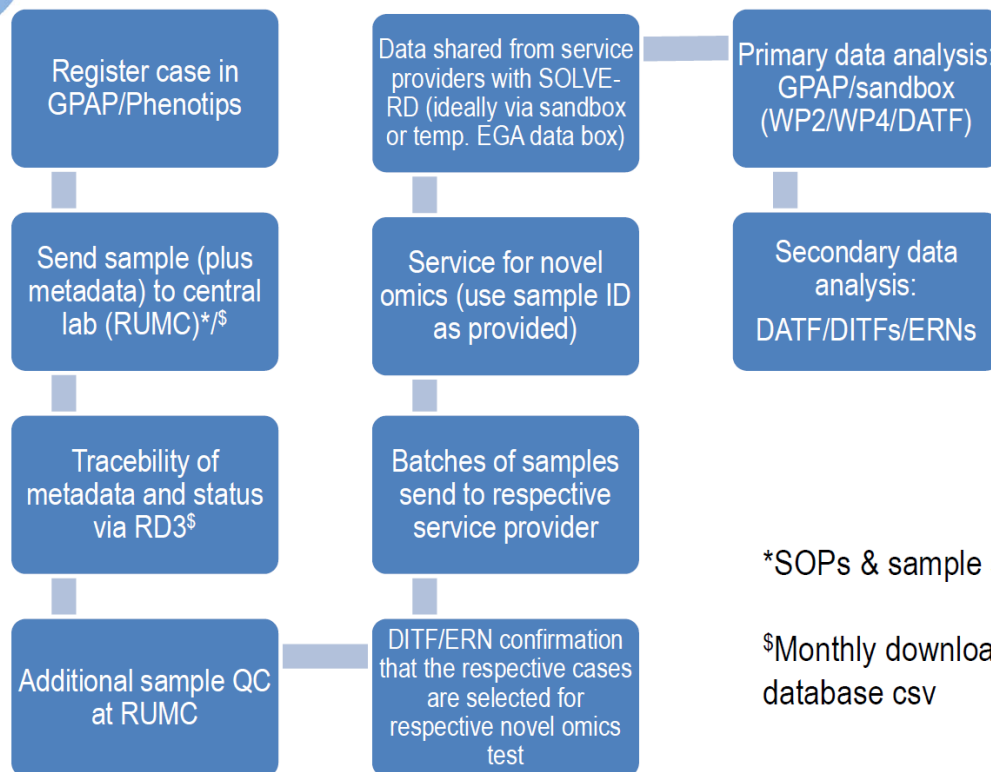 Register case in
GPAP/Phenotips
Send sample (plus
metadata) to central
lab (RUMC)*/$
Tracebility of
metadata and status
via RD3$
Additional sample QC
at RUMC
DITF/ERN confirmation
that the respective cases
are selected for
respective novel omics
test
Batches of samples
send to respective
service provider
Service for novel
omics (use sample ID
as provided)
Data shared from service
providers with SOLVE-
RD (ideally via sandbox
or temp. EGA data box)
Primary data analysis:
GPAP/sandbox
(WP2/WP4/DATF)
Secondary data
analysis:
DATF/DITFs/ERNs
*SOPs & sample
$Monthly downloa
database csv